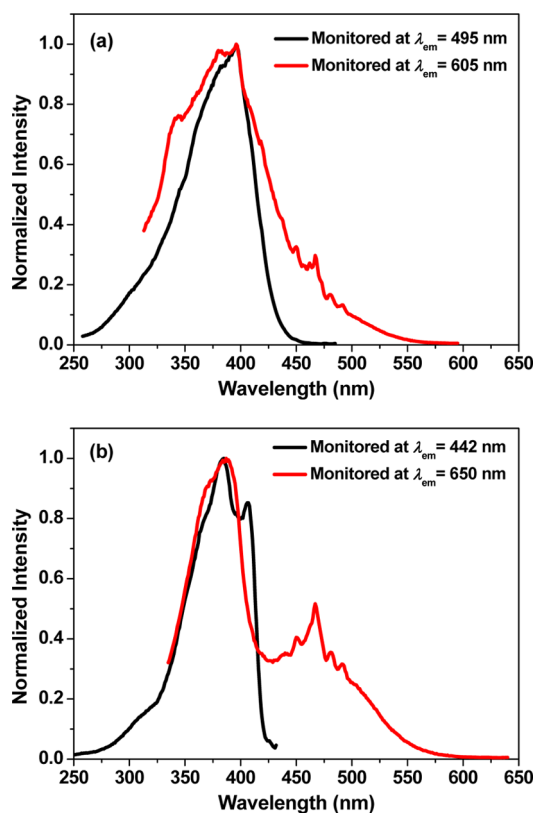 (a)
Monitored at λem = 495 nm
Monitored at λem = 605 nm
Normalized Intensity
1.0
0.8
0.6
0.4
0.2
0.0
250 300 350 400 450 500 550 600 650
Wavelength (nm)
(b)
Monitored at λem = 442 nm
Monitored at λem = 650 nm
Normalized Intensity
1.0
0.8
0.6
0.4
0.2
0.0
250 300 350 400 450 500 550 600 650
Wavelength (nm)